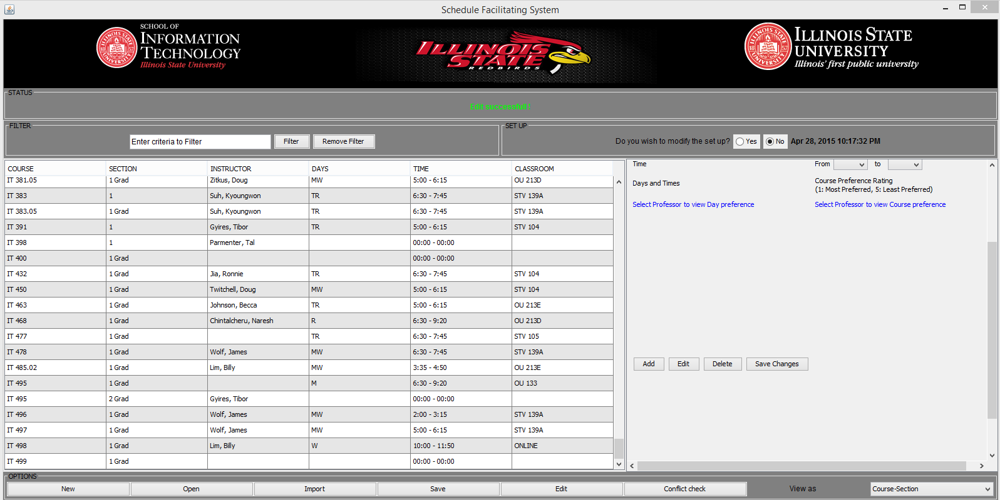 Schedule Facilitating System
SCHOOL OF
INFORMATION
TECHNOLOGY
Illinois State University
ILLINOIS
STATE
REDBIRDS
ILLINOIS STATE
UNIVERSITY
Illinois' first public university
STATUS
Edit successfull!
FILTER
Enter criteria to Filter Filter Remove Filter
SET UP
Do you wish to modify the set up? Yes No Apr 28, 2015 10:17:32 PM
COURSE SECTION INSTRUCTOR DAYS TIME CLASSROOM
IT 381.05 1 Grad Zitkus, Doug MW 5:00 - 6:15 OU 213D
IT 383 1 Suh, Kyoungwon TR 6:30 - 7:45 STV 139A
IT 383.05 1 Grad Suh, Kyoungwon TR 6:30 - 7:45 STV 139A
IT 391 1 Gyires, Tibor TR 5:00 - 6:15 STV 104
IT 398 1 Parmenter, Tal 00:00 - 00:00
IT 400 1 Grad 00:00 - 00:00
IT 432 1 Grad Jia, Ronnie TR 6:30 - 7:45 STV 104
IT 450 1 Grad Twitchell, Doug MW 5:00 - 6:15 STV 104
IT 463 1 Grad Johnson, Becca TR 5:00 - 6:15 OU 213E
IT 468 1 Grad Chintalcheru, Naresh R 6:30 - 9:20 OU 213D
IT 477 1 Grad TR 6:30 - 7:45 STV 105
IT 478 1 Grad Wolf, James MW 6:30 - 7:45 STV 139A
IT 485.02 1 Grad Lim, Billy MW 3:35 - 4:50 OU 213E
IT 495 1 Grad M 6:30 - 9:20 OU 133
IT 495 2 Grad Gyires, Tibor 00:00 - 00:00
IT 496 1 Grad Wolf, James MW 2:00 - 3:15 STV 139A
IT 497 1 Grad Wolf, James MW 5:00 - 6:15 STV 139A
IT 498 1 Grad Lim, Billy W 10:00 - 11:50 ONLINE
IT 499 1 Grad 00:00 - 00:00
Time From to
Days and Times
Course Preference Rating
(1: Most Preferred, 5: Least Preferred)
Select Professor to view Day preference Select Professor to view Course preference
Add Edit Delete Save Changes
OPTIONS
New Open Import Save Edit Conflict check View as Course-Section